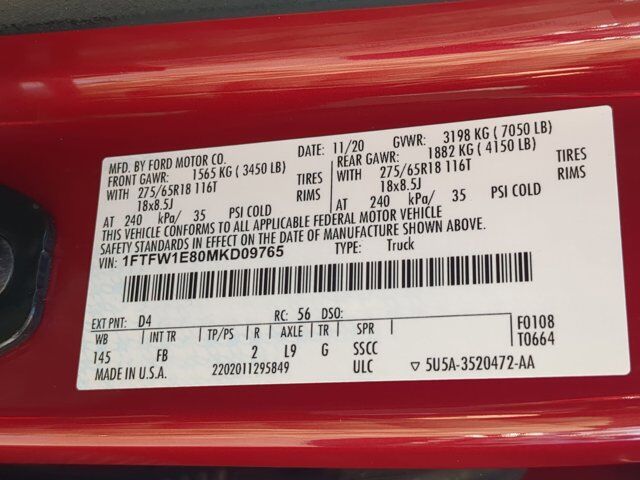 MFD. BY FORD MOTOR CO.
DATE: 11/20 GVWR: 3198 KG ( 7050 LB)
FRONT GAWR: 1565 KG ( 3450 LB) REAR GAWR: 1882 KG ( 4150 LB)
WITH 275/65R18 116T TIRES WITH 275/65R18 116T TIRES
18x8.5J RIMS 18x8.5J RIMS
AT 240 kPa/ 35 PSI COLD AT 240 kPa/ 35 PSI COLD
THIS VEHICLE CONFORMS TO ALL APPLICABLE FEDERAL MOTOR VEHICLE
SAFETY STANDARDS IN EFFECT ON THE DATE OF MANUFACTURE SHOWN ABOVE.
VIN: 1FTFW1E80MKD09765 TYPE: Truck
EXT PNT: D4 RC: 56 DSO: F0108
WB INT TR TP/PS R AXLE TR SPR T0664
145 FB 2 L9 G SSCC
MADE IN U.S.A. 2202011295849 ULC ▽ 5U5A-3520472-AA